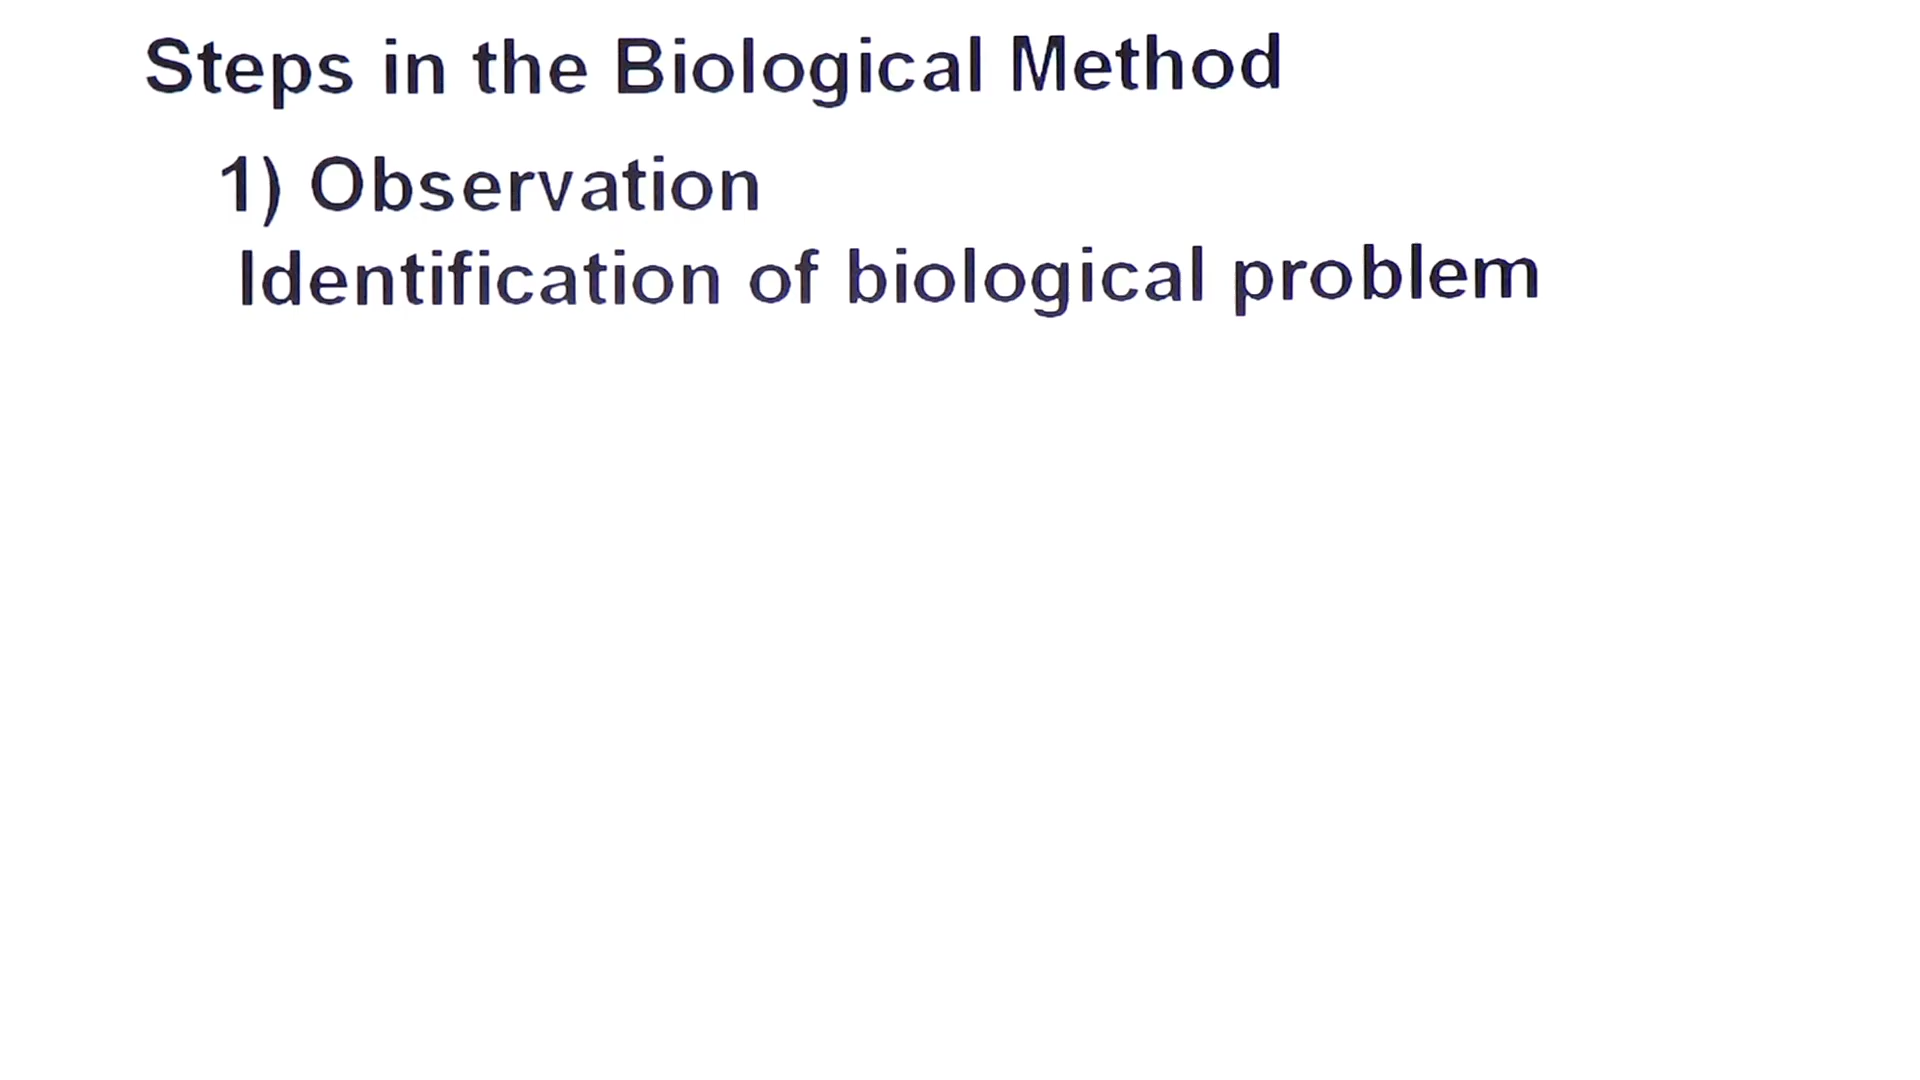 Steps in the Biological Method
1) Observation
Identification of biological problem